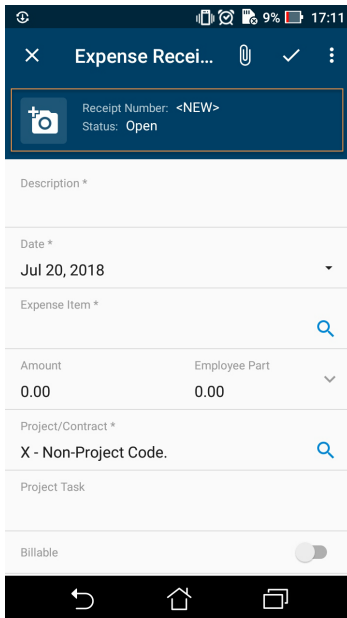 9% 17:11
Expense Recei...
Receipt Number: <NEW>
Status: Open
Description *
Date *
Jul 20, 2018
Expense Item *
Amount Employee Part
0.00 0.00
Project/Contract *
X - Non-Project Code.
Project Task
Billable